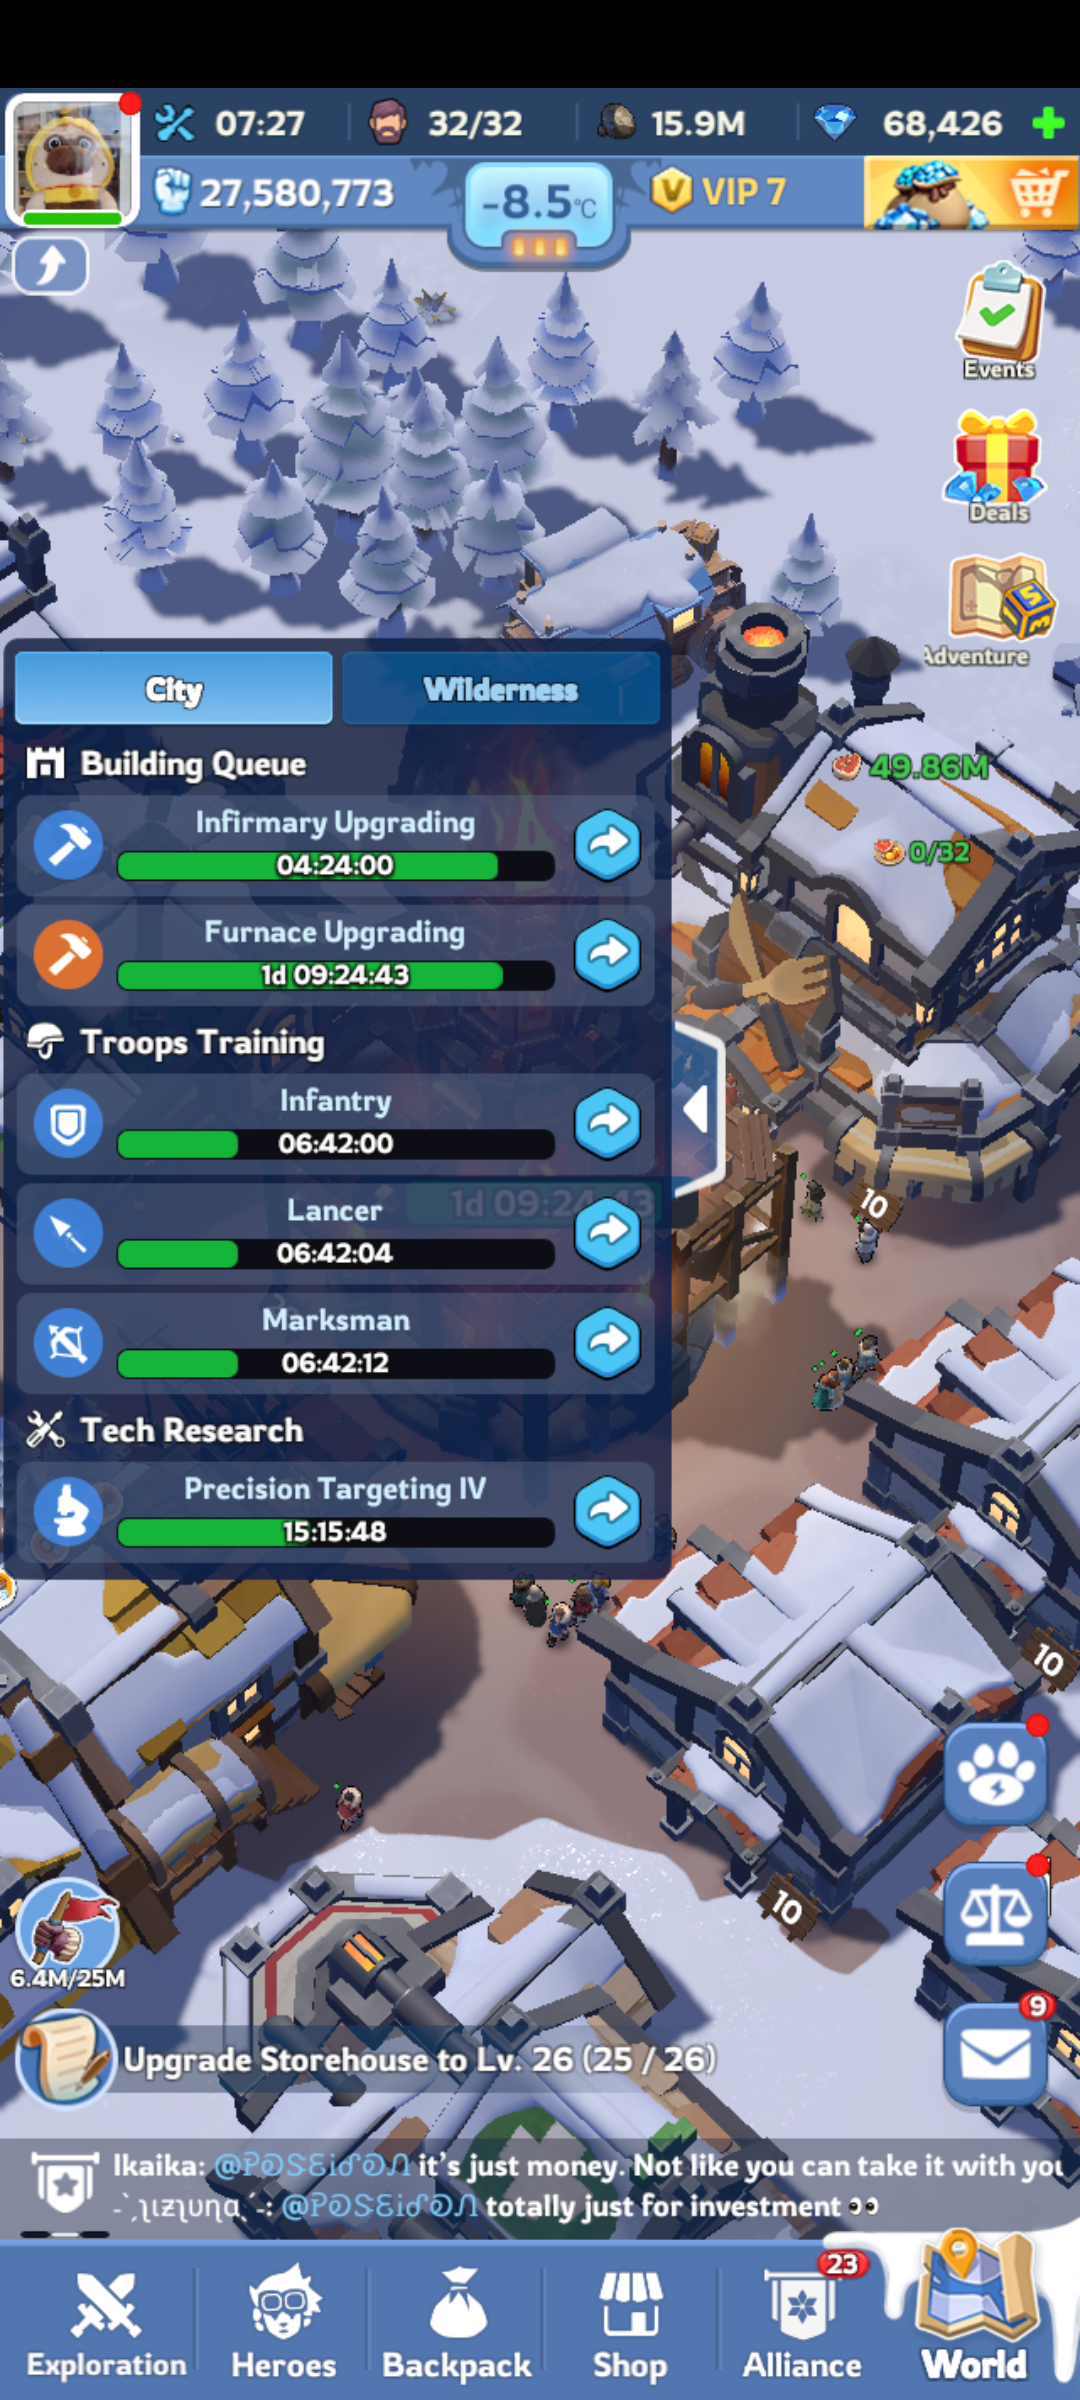 07:27
32/32
15.9M
68,426
27,580,773
-8.5°C
VIP 7
Events
Deals
Adventure
49.86M
0/32
City
Wilderness
Building Queue
Infirmary Upgrading
04:24:00
Furnace Upgrading
1d 09:24:43
Troops Training
Infantry
06:42:00
1d 09:24:43
Lancer
06:42:04
Marksman
06:42:12
Tech Research
Precision Targeting IV
15:15:48
10
10
10
6.4M/25M
9
Upgrade Storehouse to Lv. 26 (25 / 26)
Ikaika: it's just money. Not like you can take it with you
totally just for investment 👀
23
Exploration
Heroes
Backpack
Shop
Alliance
World